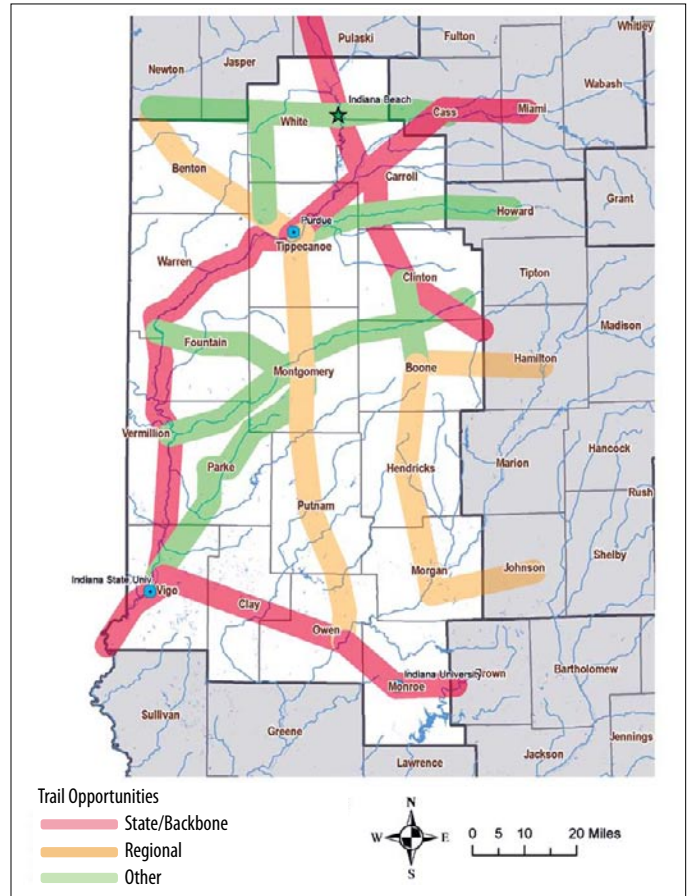 Pulaski
Fulton
Whitley
Jasper
Newton
Wabash
Indiana Beach
Cass
Miami
White
Benton
Carroll
Grant
Howard
Purdue
Tippecanoe
Warren
Clinton
Tipton
Madison
Fountain
Hamilton
Montgomery
Boone
Vermillion
Hancock
Marion
Parke
Hendricks
Rush
Putnam
Shelby
Morgan
Johnson
Indiana State Univ
Vigo
Clay
Owen
Indiana University
Brown
Bartholomew
Monroe
Sullivan
Greene
Jennings
Jackson
Lawrence
Trail Opportunities
State/Backbone
Regional
Other
N
W
E
S
0 5 10 20 Miles